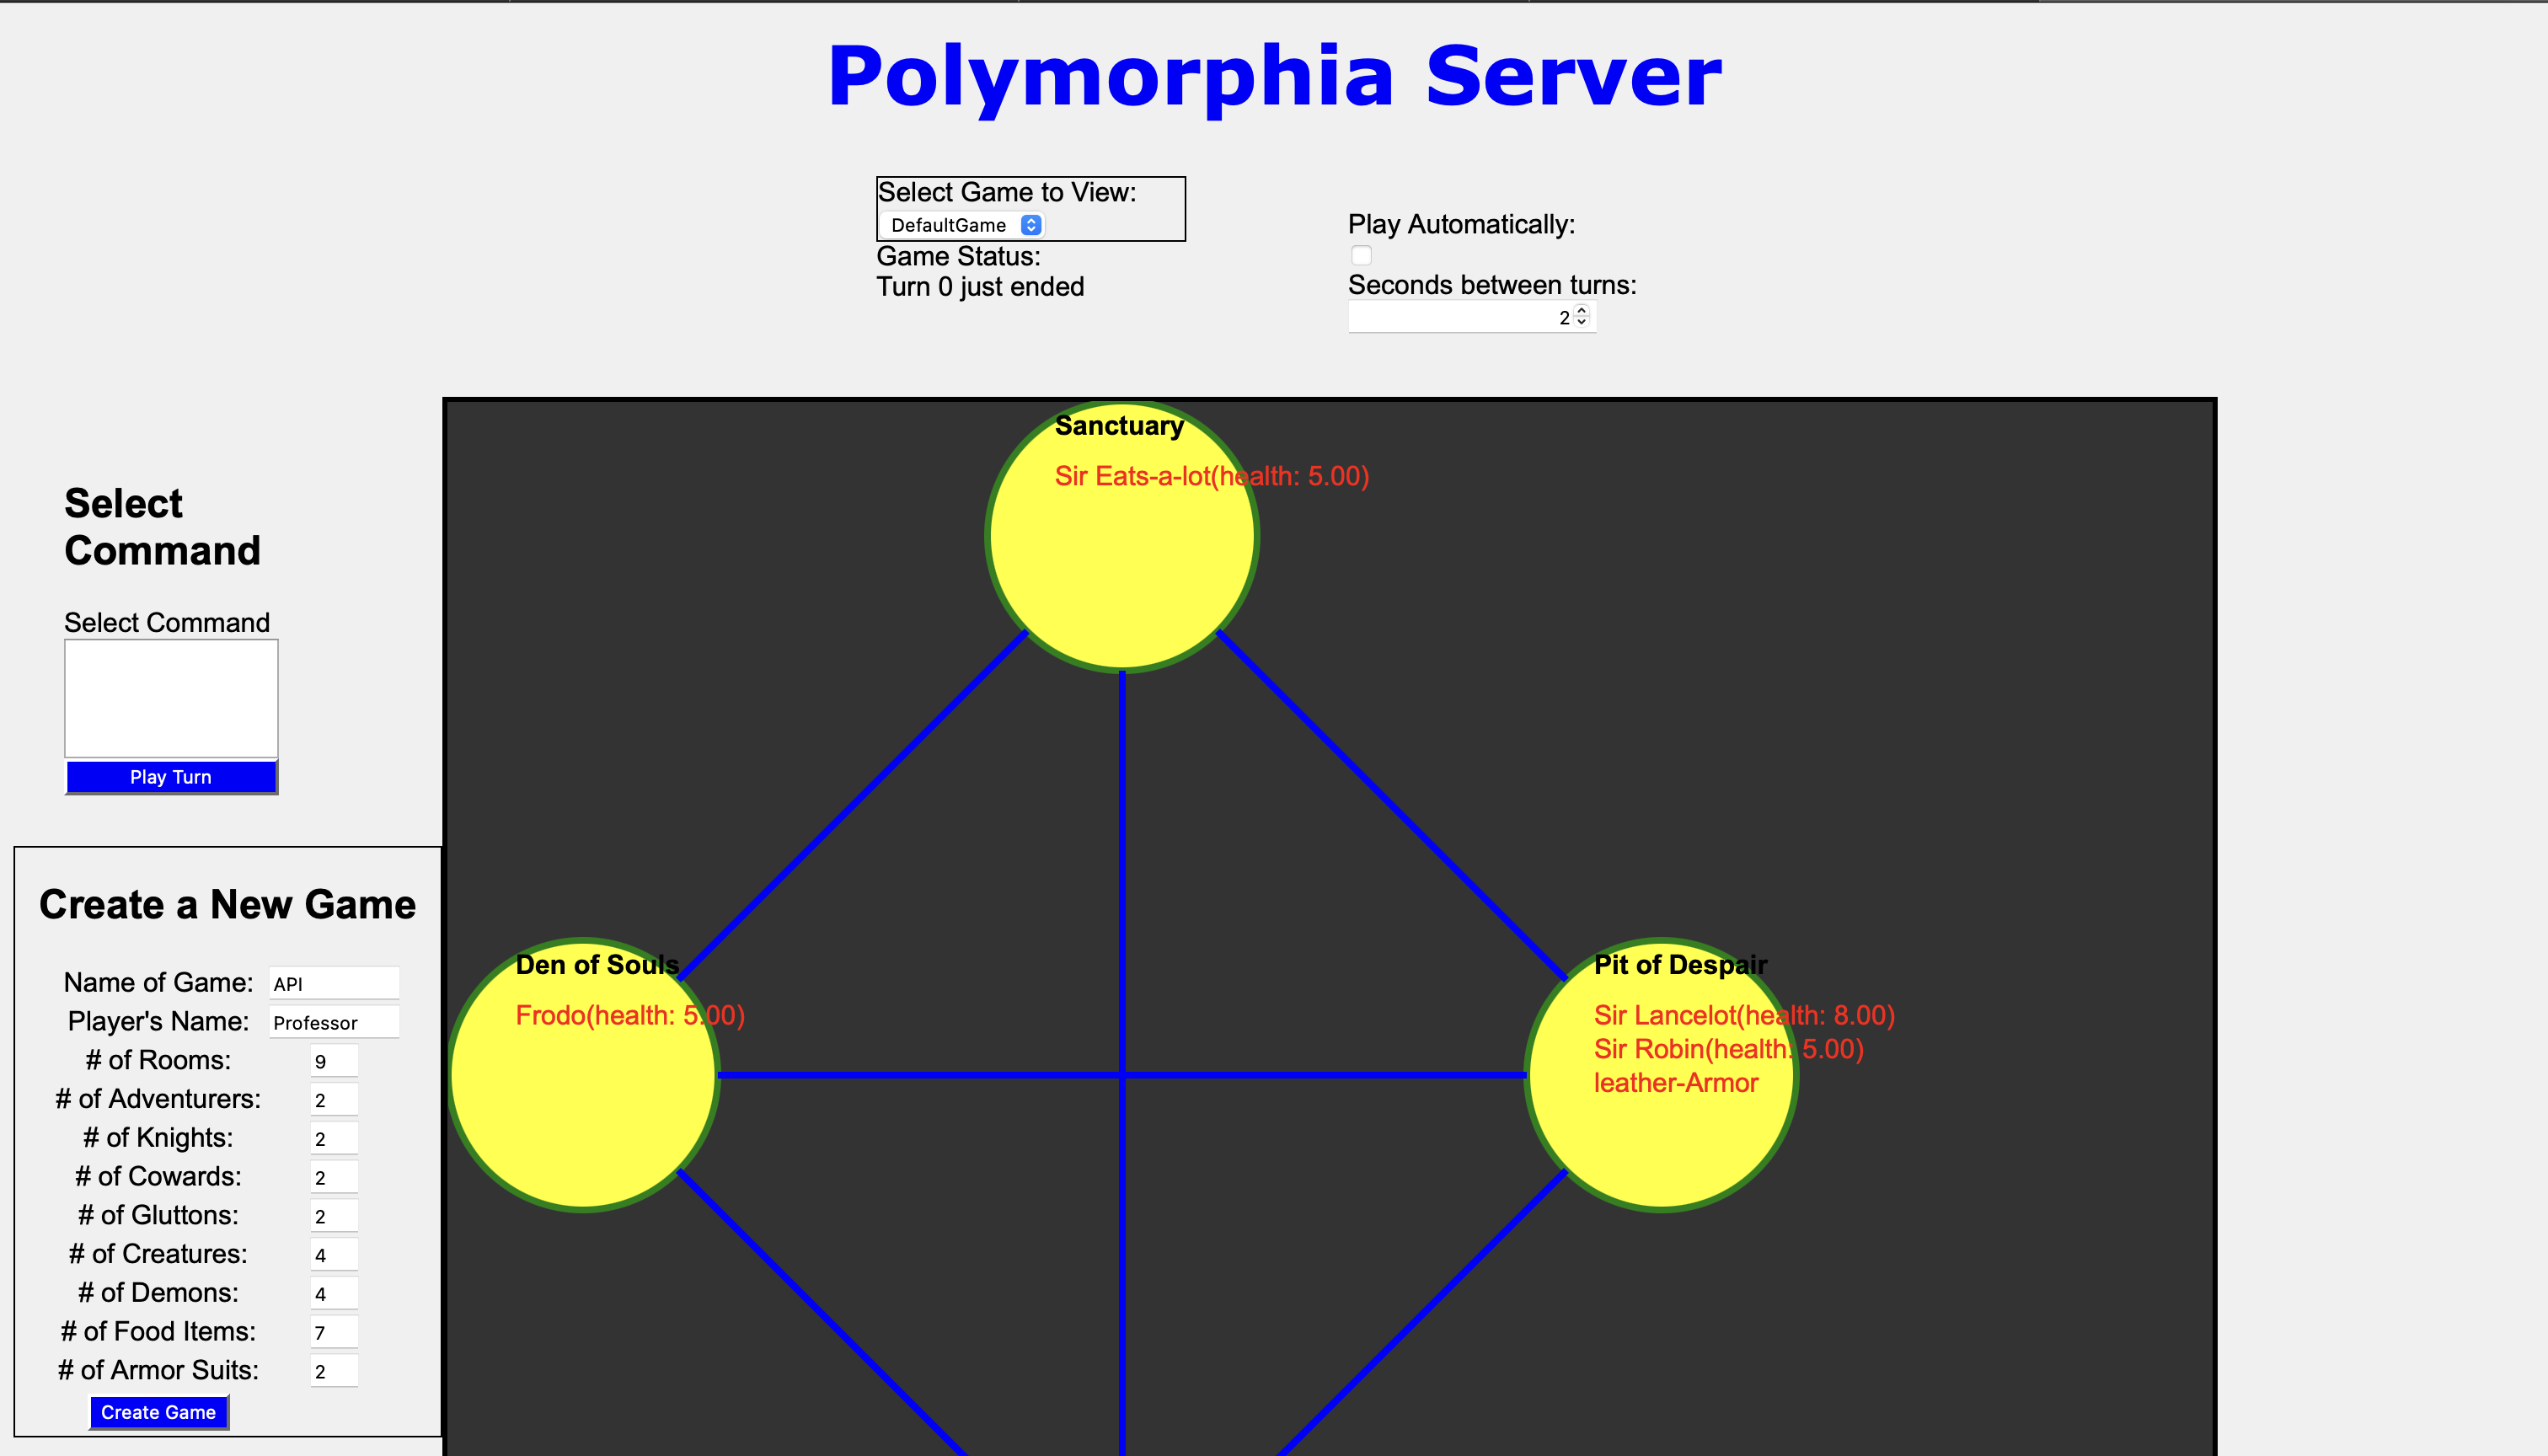 Polymorphia Server
Select Game to View:
DefaultGame
Game Status:
Turn 0 just ended
Play Automatically:
Seconds between turns:
2
Select
Command
Select Command
Play Turn
Create a New Game
Name of Game: API
Player's Name: Professor
# of Rooms: 9
# of Adventurers: 2
# of Knights: 2
# of Cowards: 2
# of Gluttons: 2
# of Creatures: 4
# of Demons: 4
# of Food Items: 7
# of Armor Suits: 2
Create Game
Sanctuary
Sir Eats-a-lot(health: 5.00)
Den of Souls
Frodo(health: 5.00)
Pit of Despair
Sir Lancelot(health: 8.00)
Sir Robin(health: 5.00)
leather-Armor